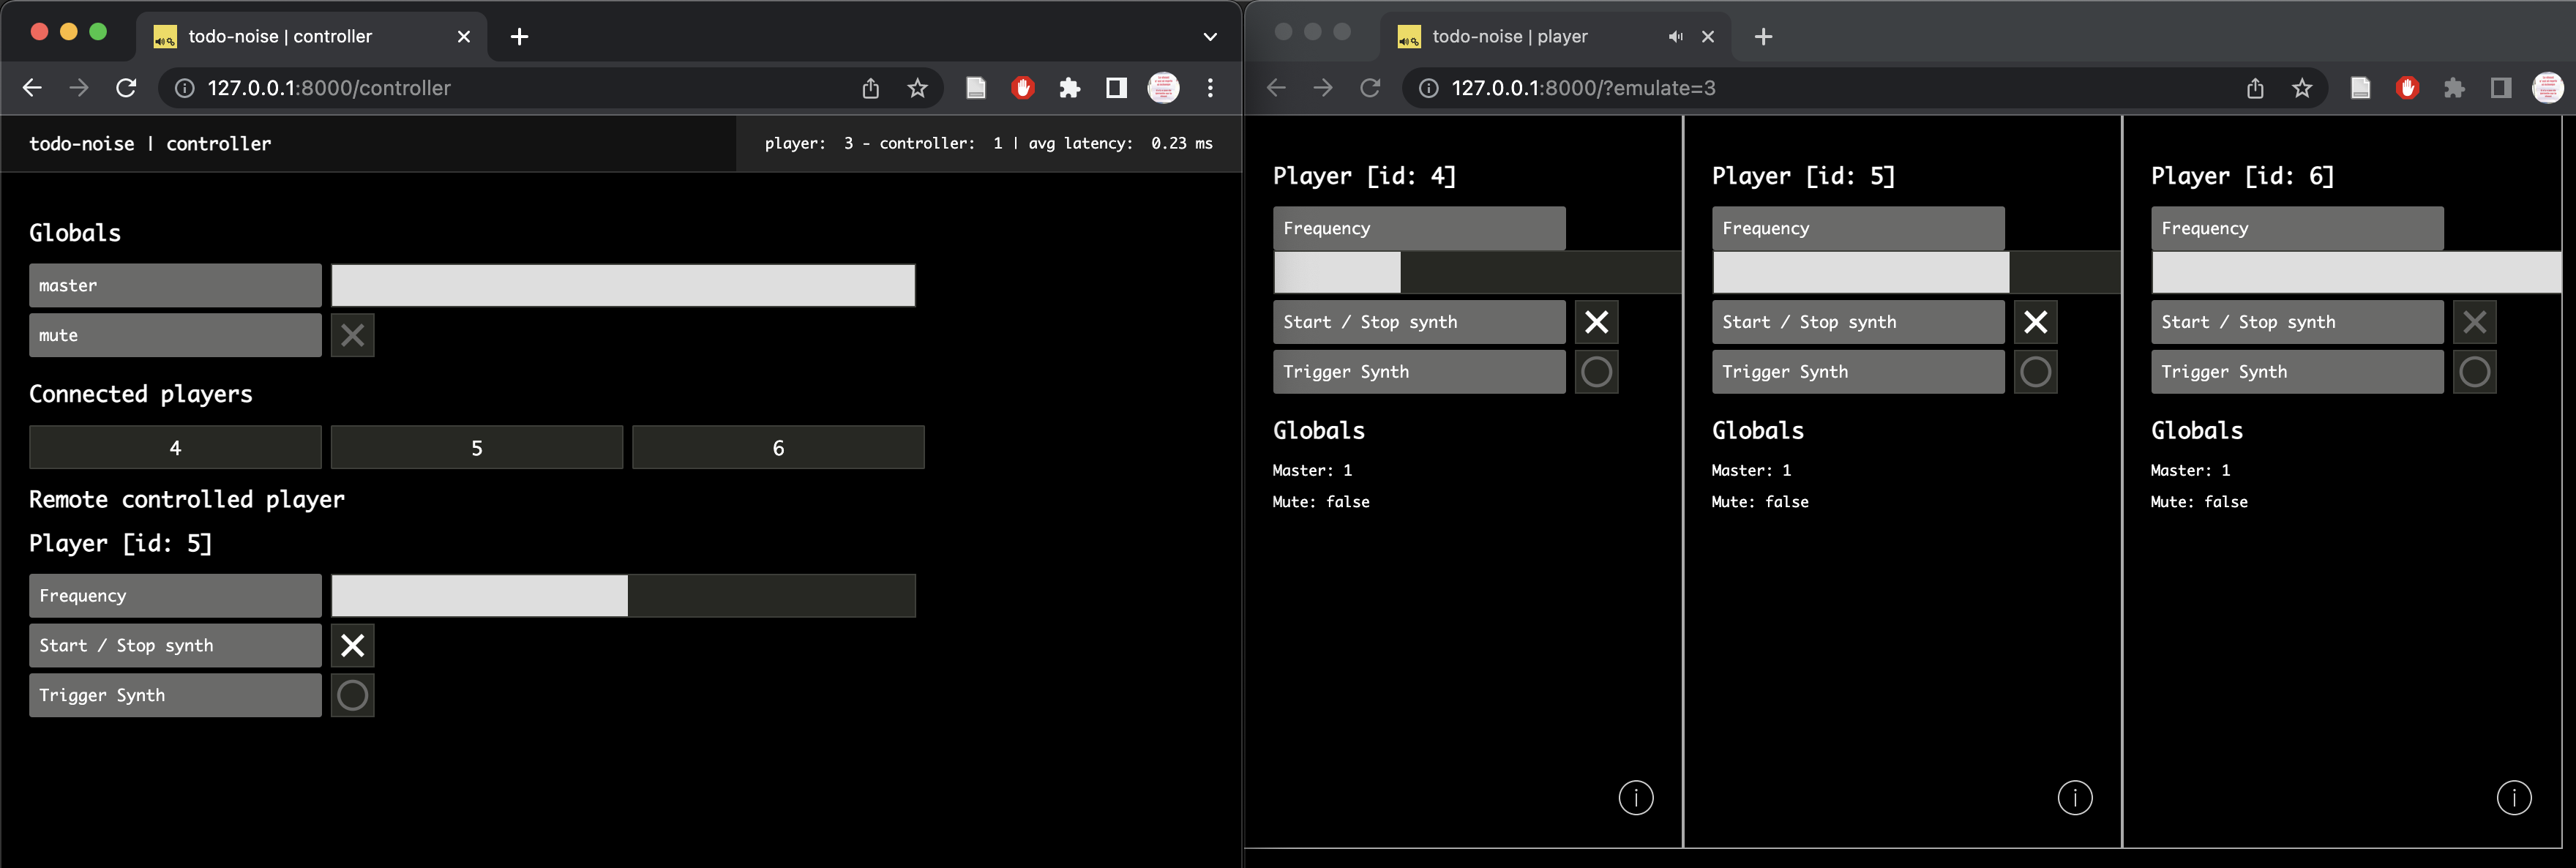 todo-noise | controller
127.0.0.1:8000/controller
todo-noise | controller
player: 3 - controller: 1 | avg latency: 0.23 ms
Globals
master
mute
Connected players
4 5 6
Remote controlled player
Player [id: 5]
Frequency
Start / Stop synth
Trigger Synth
todo-noise | player
127.0.0.1:8000/?emulate=3
Player [id: 4]
Frequency
Start / Stop synth
Trigger Synth
Globals
Master: 1
Mute: false
Player [id: 5]
Frequency
Start / Stop synth
Trigger Synth
Globals
Master: 1
Mute: false
Player [id: 6]
Frequency
Start / Stop synth
Trigger Synth
Globals
Master: 1
Mute: false